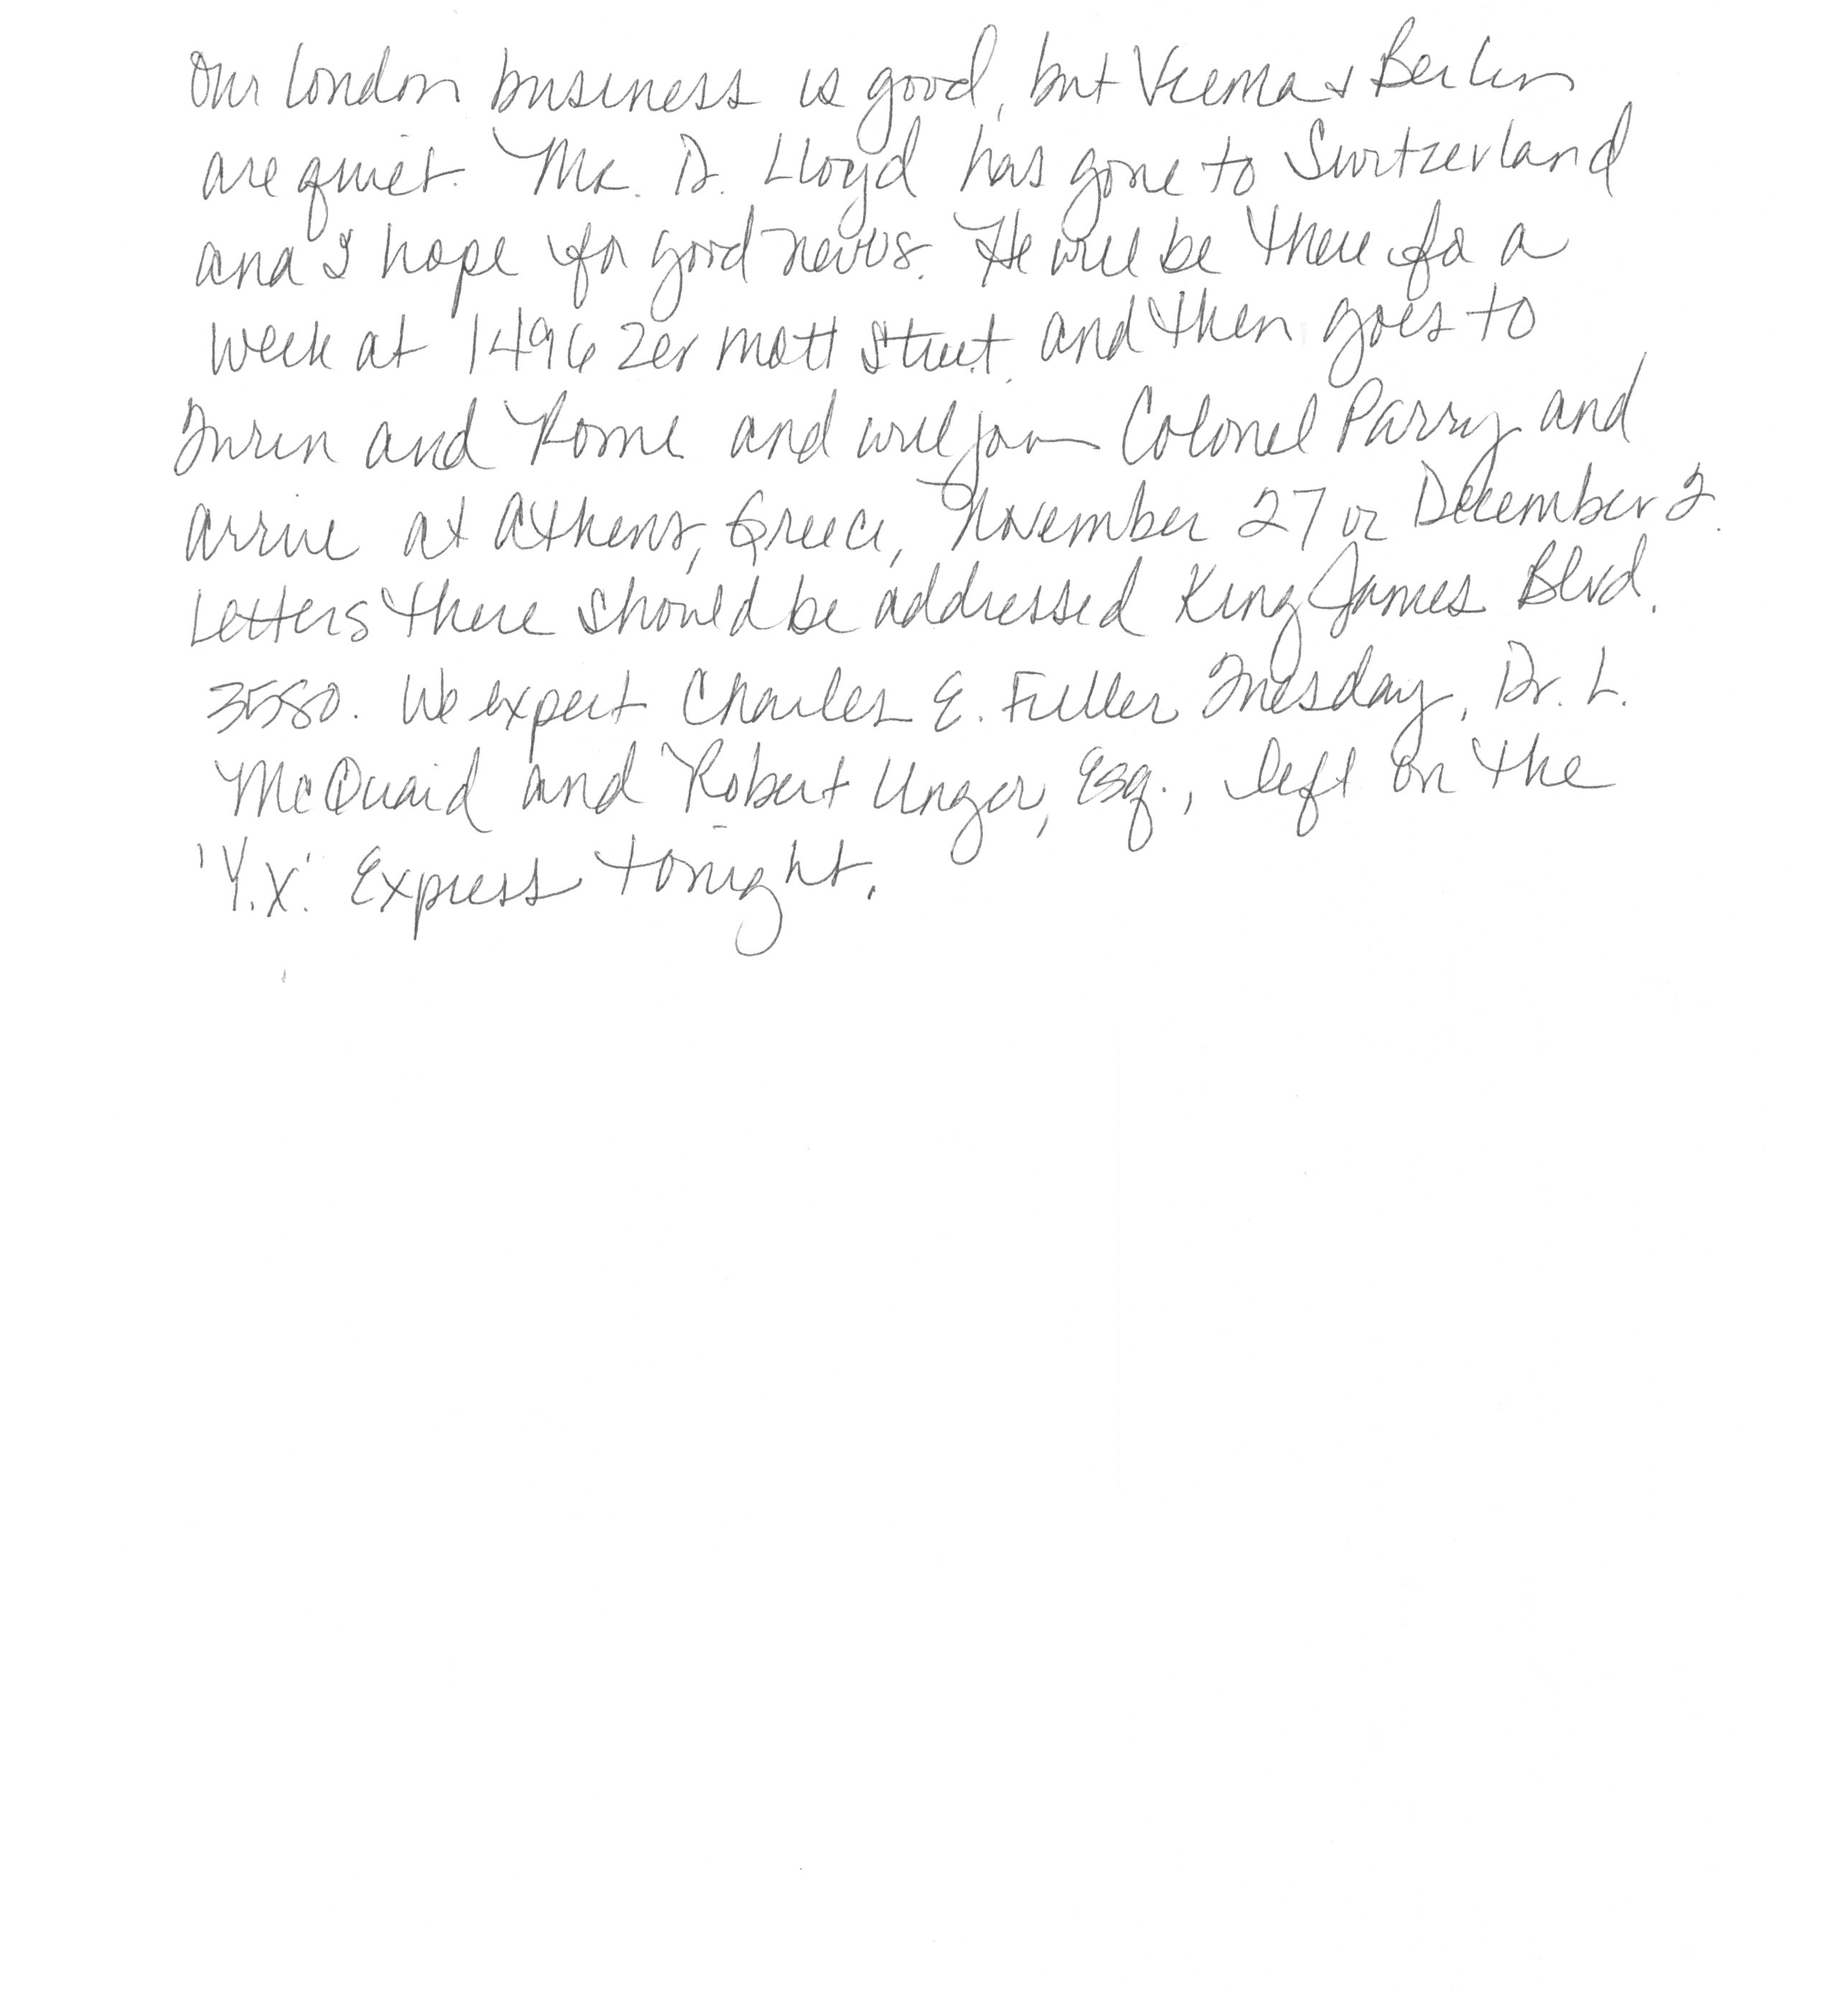 Our London business is good, but Vienna & Berlin
are quiet. Mr. D. Lloyd has gone to Switzerland
and I hope for good news. He will be there for a
week at 1496 Zermott Street and then goes to
Turin and Rome and will join Colonel Parry and
arrive at Athens, Greece, November 27 or December 2.
Letters there should be addressed King James Blvd.
3580. We expect Charles E. Fuller Tuesday, Dr. L.
McQuaid and Robert Unger, Esq., left on the
'Y.X.' Express tonight.